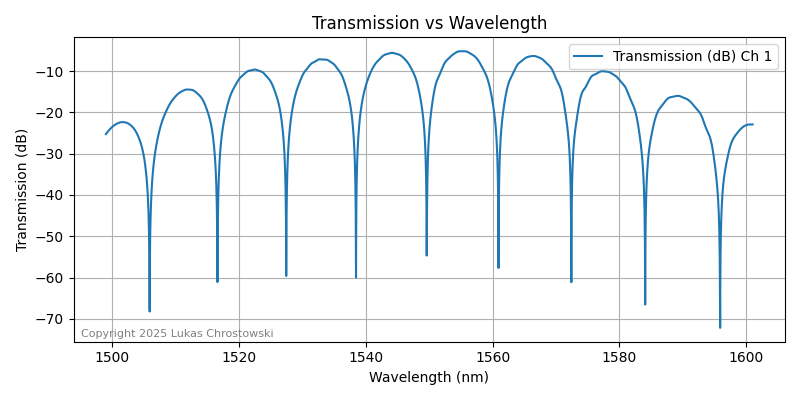 Transmission vs Wavelength
Transmission (dB) Ch 1
−10
−20
−30
−40
−50
−60
−70
Transmission (dB)
Copyright 2025 Lukas Chrostowski
1500 1520 1540 1560 1580 1600
Wavelength (nm)